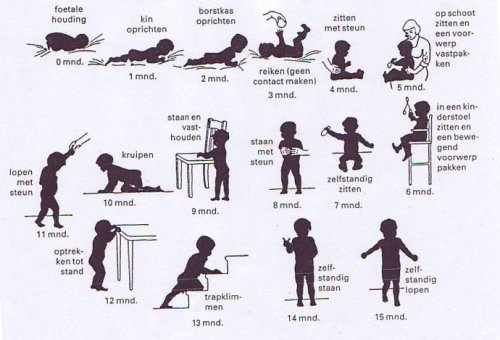 foetale
houding
0 mnd.
kin
oprichten
1 mnd.
borstkas
oprichten
2 mnd.
reiken (geen
contact maken)
3 mnd.
zitten
met steun
4 mnd.
op schoot
zitten en
een voor-
werp
vastpak-
ken
5 mnd.
in een kin-
derstoel
zitten en
een be-
wegend
voorwerp
pakken
6 mnd.
zelfstandig
zitten
7 mnd.
staan
met
steun
8 mnd.
staan en
vast-
houden
9 mnd.
kruipen
10 mnd.
lopen
met
steun
11 mnd.
optrek-
ken tot
stand
12 mnd.
trapklim-
men
13 mnd.
zelf-
standig
staan
14 mnd.
zelf-
standig
lopen
15 mnd.